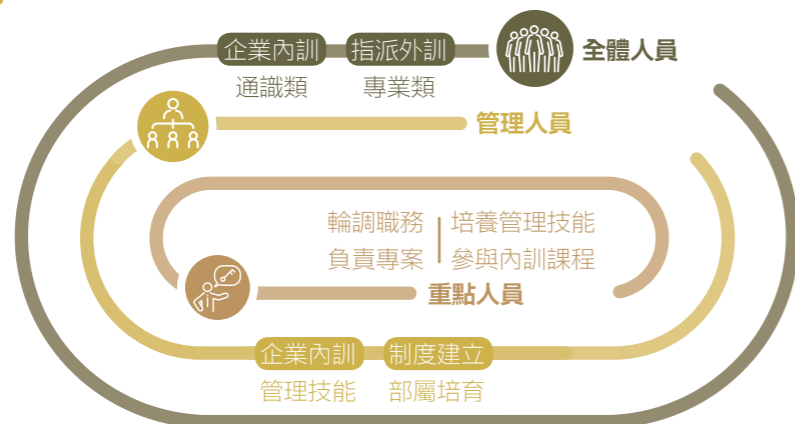 企業內訓 指派外訓 全體人員
通識類 專業類
管理人員
輪調職務 培養管理技能
負責專案 參與內訓課程
重點人員
企業內訓 制度建立
管理技能 部屬培育